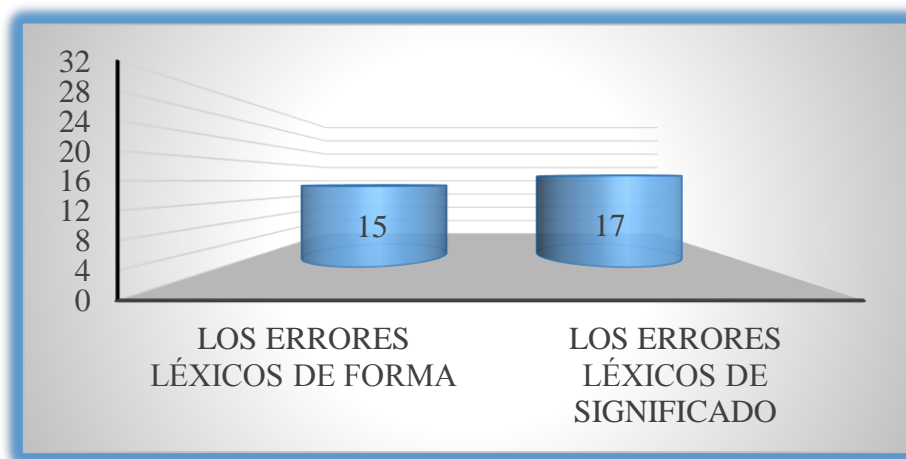 32
28
24
20
16
12
8
4
0
15
17
LOS ERRORES
LÉXICOS DE FORMA
LOS ERRORES
LÉXICOS DE
SIGNIFICADO